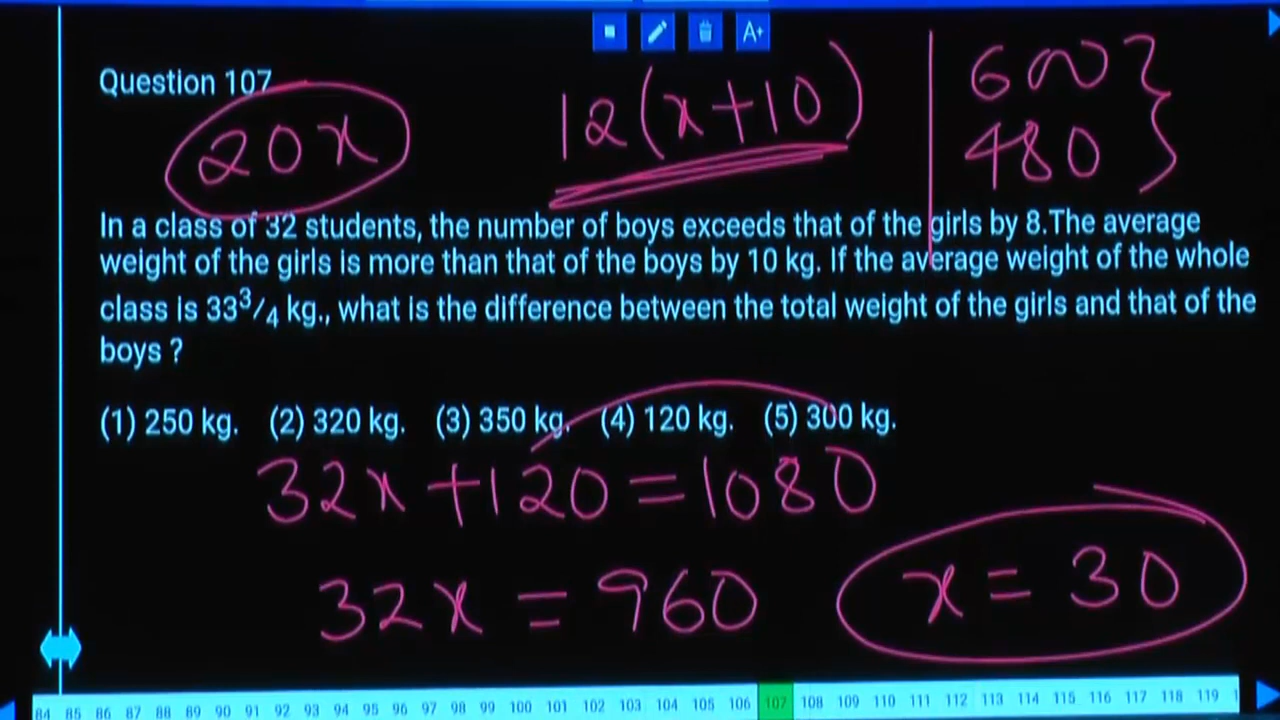 A+
Question 107
20x
12(x+10)
600
480
In a class of 32 students, the number of boys exceeds that of the girls by 8.The average
weight of the girls is more than that of the boys by 10 kg. If the average weight of the whole
class is 33 3/4 kg., what is the difference between the total weight of the girls and that of the
boys ?
(1) 250 kg. (2) 320 kg. (3) 350 kg. (4) 120 kg. (5) 300 kg.
32x+120=1080
32x = 960
x = 30
84 85 86 87 88 89 90 91 92 93 94 95 96 97 98 99 100 101 102 103 104 105 106 107 108 109 110 111 112 113 114 115 116 117 118 119